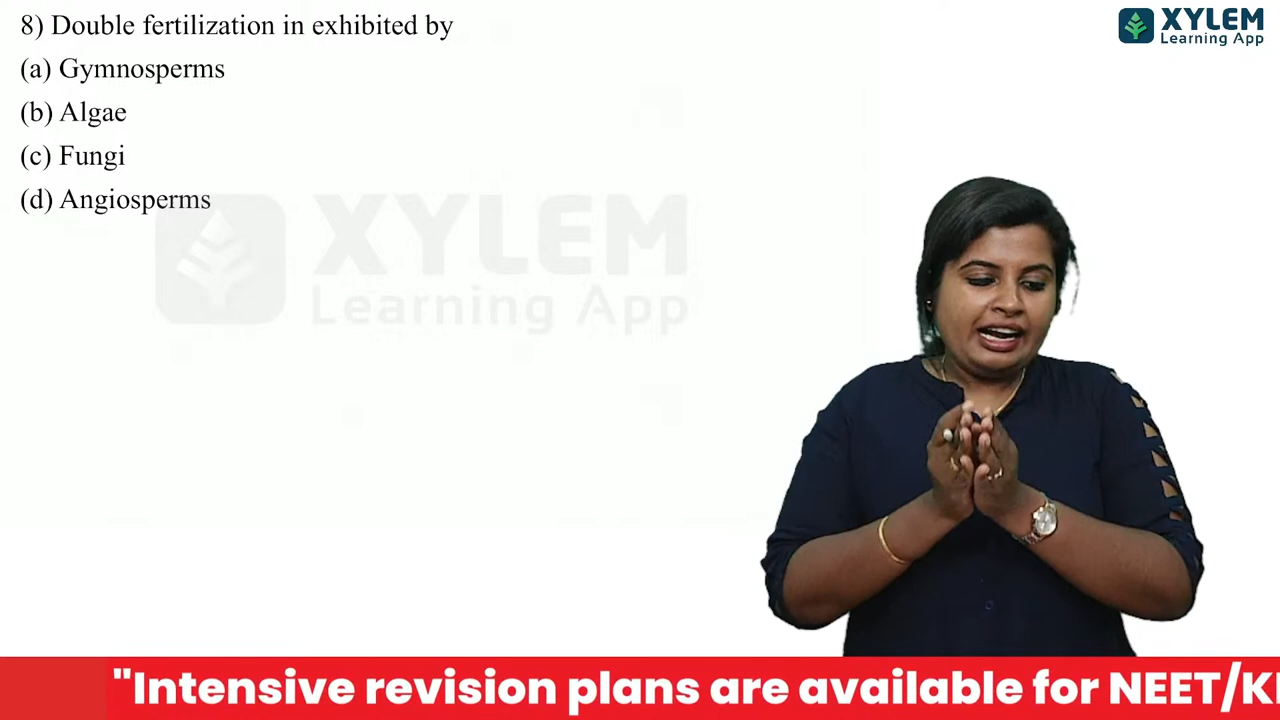 8) Double fertilization in exhibited by
XYLEM
Learning App
(a) Gymnosperms
(b) Algae
(c) Fungi
(d) Angiosperms
XYLEM
Learning App
"Intensive revision plans are available for NEET/